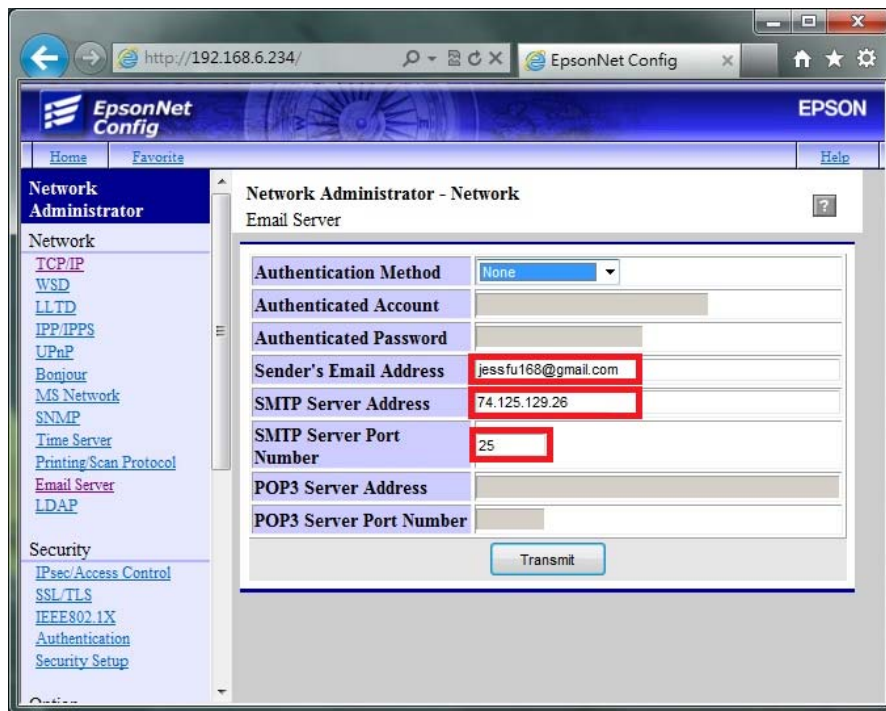 http://192.168.6.234/
EpsonNet Config
EpsonNet
Config
EPSON
Home
Favorite
Help
Network
Administrator
Network
TCP/IP
WSD
LLTD
IPP/IPPS
UPnP
Bonjour
MS Network
SNMP
Time Server
Printing/Scan Protocol
Email Server
LDAP
Security
IPsec/Access Control
SSL/TLS
IEEE802.1X
Authentication
Security Setup
Network Administrator - Network
Email Server
?
Authentication Method None
Authenticated Account
Authenticated Password
Sender's Email Address jessfu168@gmail.com
SMTP Server Address 74.125.129.26
SMTP Server Port
Number 25
POP3 Server Address
POP3 Server Port Number
Transmit